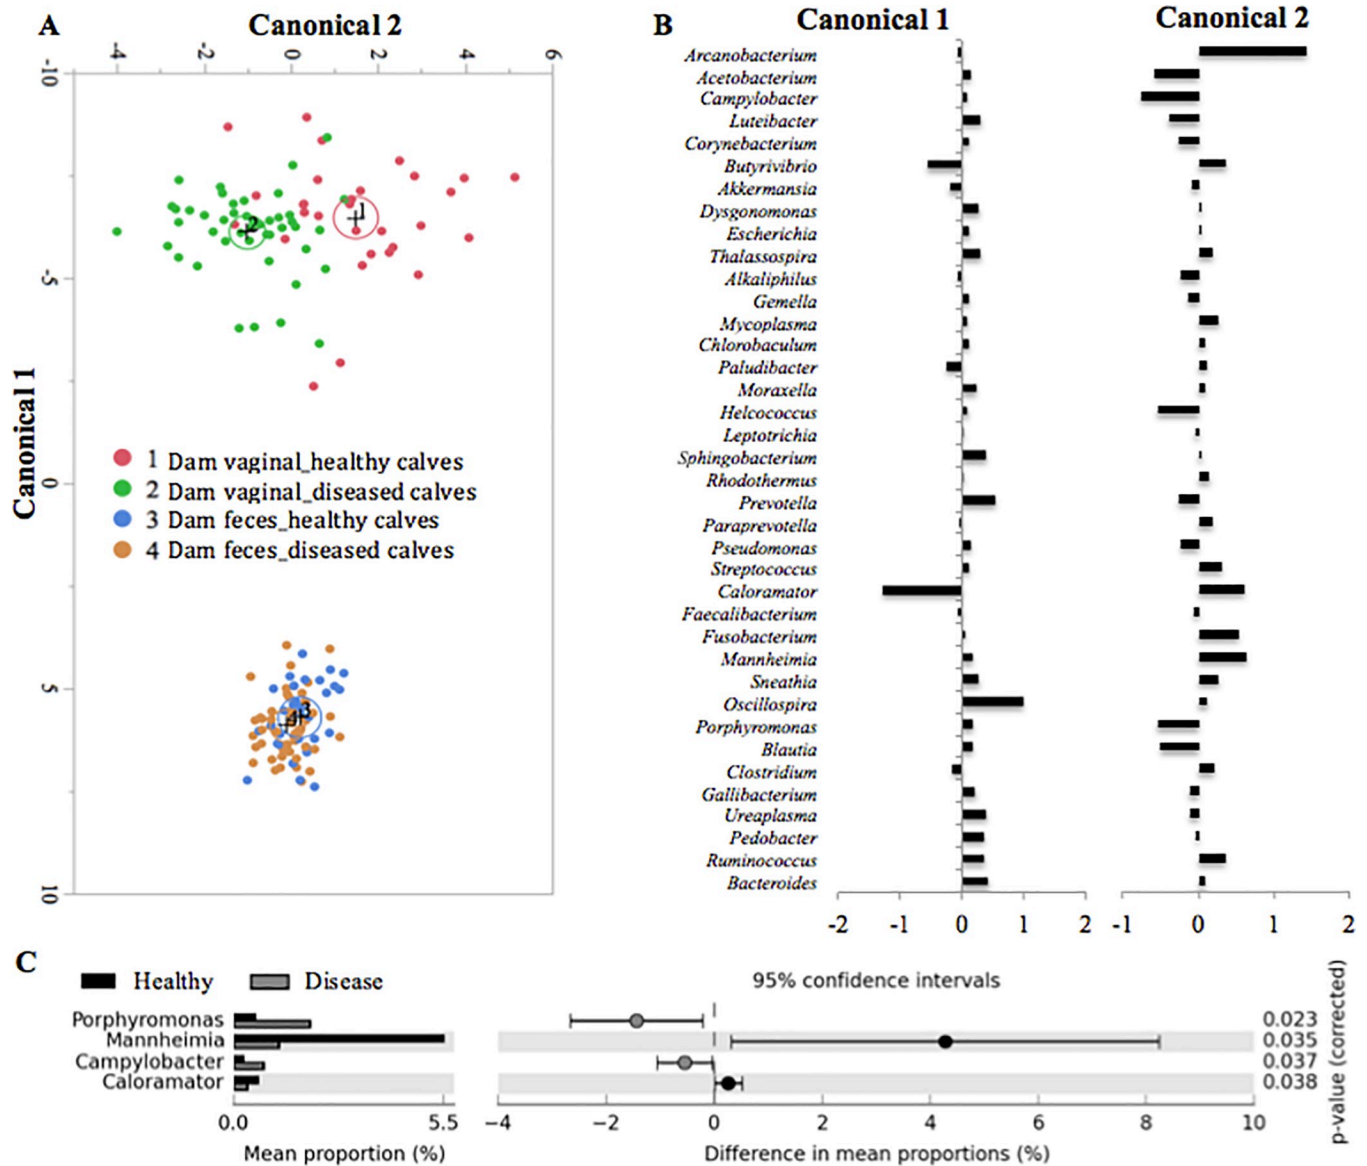 A
Canonical 2
-4
-2
0
2
4
6
-10
-5
0
5
10
Canonical 1
1
2
3
4
1 Dam vaginal_healthy calves
2 Dam vaginal_diseased calves
3 Dam feces_healthy calves
4 Dam feces_diseased calves
B
Canonical 1
Canonical 2
Arcanobacterium
Acetobacterium
Campylobacter
Luteibacter
Corynebacterium
Butyrivibrio
Akkermansia
Dysgonomonas
Escherichia
Thalassospira
Alkaliphilus
Gemella
Mycoplasma
Chlorobaculum
Paludibacter
Moraxella
Helcococcus
Leptotrichia
Sphingobacterium
Rhodothermus
Prevotella
Paraprevotella
Pseudomonas
Streptococcus
Caloramator
Faecalibacterium
Fusobacterium
Mannheimia
Sneathia
Oscillospira
Porphyromonas
Blautia
Clostridium
Gallibacterium
Ureaplasma
Pedobacter
Ruminococcus
Bacteroides
-2 -1 0 1 2
-1 0 1 2
C
Healthy Disease
95% confidence intervals
Porphyromonas 0.023
Mannheimia 0.035
Campylobacter 0.037
Caloramator 0.038
p-value (corrected)
0.0 5.5
−4 −2 0 2 4 6 8 10
Mean proportion (%)
Difference in mean proportions (%)